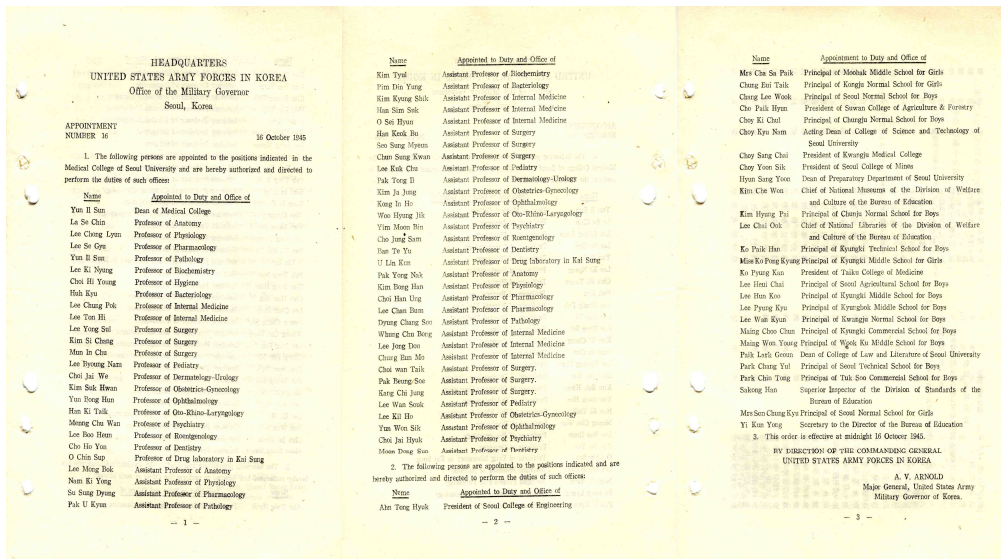 HEADQUARTERS
UNITED STATES ARMY FORCES IN KOREA
Office of the Military Governor
Seoul, Korea
APPOINTMENT
NUMBER 16 16 October 1945
1. The following persons are appointed to the positions indicated in the
Medical College of Seoul University and are hereby authorized and directed to
perform the duties of such offices:
Name Appointed to Duty and Office of
Yun Il Sun Dean of Medical College
La Se Chin Professor of Anatomy
Lee Chong Lyun Professor of Physiology
Lee Se Gyu Professor of Pharmacology
Yun Il Sun Professor of Pathology
Lee Ki Nyung Professor of Biochemistry
Choi Hi Young Professor of Hygiene
Huh Kyu Professor of Bacteriology
Lee Chung Pok Professor of Internal Medicine
Lee Ton Hi Professor of Internal Medicine
Lee Yong Sul Professor of Surgery
Kim Si Chang Professor of Surgery
Mun In Chu Professor of Surgery
Lee Byoung Nam Professor of Pediatry
Choi Jai We Professor of Dermatology-Urology
Kim Suk Hwan Professor of Obstetrics-Gynecology
Yun Bong Hun Professor of Ophthalmology
Han Ki Taik Professor of Oto-Rhino-Laryngology
Menng Chu Wan Professor of Psychiatry
Lee Boo Heun Professor of Roentgenology
Cho Ho Yon Professor of Dentistry
O Chin Sup Professor of Drug laboratory in Kai Sung
Lee Mong Bok Assistant Professor of Anatomy
Nam Ki Yong Assistant Professor of Physiology
Su Sung Dyung Assistant Professor of Pharmacology
Pak U Kyun Assistant Professor of Pathology
— 1 —
Name Appointed to Duty and Office of
Kim Tyul Assistant Professor of Biochemistry
Pim Din Yung Assistant Professor of Bacteriology
Kim Kyung Shik Assistant Professor of Internal Medicine
Han Sim Suk Assistant Professor of Internal Medicine
O Sei Hyun Assistant Professor of Internal Medicine
Han Keok Bu Assistant Professor of Surgery
Seo Sung Myeun Assistant Professor of Surgery
Chun Sung Kwan Assistant Professor of Surgery
Lee Kuk Chu Assistant Professor of Pediatry
Pak Tong Il Assistant Professor of Dermatology-Urology
Kim Ja Jung Assistant Professor of Obstetrics-Gynecology
Kong In Ho Assistant Professor of Ophthalmology
Woo Hyung Jik Assistant Professor of Oto-Rhino-Laryngology
Yim Moon Bin Assistant Professor of Psychiatry
Cho Jung Sam Assistant Professor of Roentgenology
Ban Te Yu Assistant Professor of Dentistry
U Lin Kun Assistant Professor of Drug laboratory in Kai Sung
Pak Yong Nak Assistant Professor of Anatomy
Kim Bong Han Assistant Professor of Physiology
Choi Han Ung Assistant Professor of Pharmacology
Lee Chan Bum Assistant Professor of Pharmacology
Dyung Chang Soo Assistant Professor of Pathology
Whang Chu Bong Assistant Professor of Internal Medicine
Lee Jong Doo Assistant Professor of Internal Medicine
Chung Bun Mo Assistant Professor of Internal Medicine
Choi wan Taik Assistant Professor of Surgery.
Pak Beung Soe Assistant Professor of Surgery.
Kang Chi Jung Assistant Professor of Surgery.
Lee Wan Souk Assistant Professor of Pediatry
Lee Kil Ho Assistant Professor of Obstetrics-Gynecology
Yun Won Sik Assistant Professor of Ophthalmology
Choi Jai Hyuk Assistant Professor of Psychiatry
Moon Dong Sun Assistant Professor of Dentistry
2. The following persons are appointed to the positions indicated and are
hereby authorized and directed to perform the duties of such offices:
Name Appointed to Duty and Office of
Ahn Tong Hyok President of Seoul College of Engineering
— 2 —
Name Appointment to Duty and Office of
Mrs Cha Sa Paik Principal of Moohak Middle School for Girls
Chung Eui Taik Principal of Kongju Normal School for Girls
Chang Lee Wook Principal of Seoul Normal School for Boys
Cho Paik Hyun President of Suwan College of Agriculture & Forestry
Choy Ki Chul Principal of Chungju Normal School for Boys
Choy Kyu Nam Acting Dean of College of Science and Technology of
Seoul University
Choy Sang Chai President of Kwangju Medical College
Choy Yoon Sik President of Seoul College of Mines
Hyun Sang Yoon Dean of Preparatory Department of Seoul University
Kim Che Won Chief of National Museums of the Division of Welfare
and Culture of the Bureau of Education
Kim Hyung Pai Principal of Chunju Normal School for Boys
Lee Chai Ook Chief of National Libraries of the Division of Welfare
and Culture of the Bureau of Education
Ko Paik Han Principal of Kyungki Technical School for Boys
Miss Ko Pong Kyung Principal of Kyungki Middle School for Girls
Ko Pyung Kan President of Taiku College of Medicine
Lee Heui Chai Principal of Seoul Agricultural School for Boys
Lee Hun Koo Principal of Kyungki Middle School for Boys
Lee Pyung Kyu Principal of Kyungbok Middle School for Boys
Lee Wan Kyun Principal of Kwangju Normal School for Boys
Maing Choo Chun Principal of Kyungki Commercial School for Boys
Maing Won Young Principal of Week Ku Middle School for Boys
Paik Lark Geoun Dean of College of Law and Literature of Seoul University
Park Chang Yul Principal of Seoul Technical School for Boys
Park Chin Tong Principal of Tuk Soo Commercisl School for Boys
Sakong Han Superior Inspector of the Division of Standards of the
Bureau of Education
Mrs Sen Chung Kyu Principal of Seoul Normal School for Girls
Yi Kun Yong Secretary to the Director of the Bureau of Education
3. This order is effective at midnight 16 Ocbtoer 1945.
BY DIRECTION OF THE COMMANDING GENERAL
UNITED STATES ARMY FORCES IN KOREA
A. V. ARNOLD
Major General, United States Army
Military Governor of Korea.
— 3 —